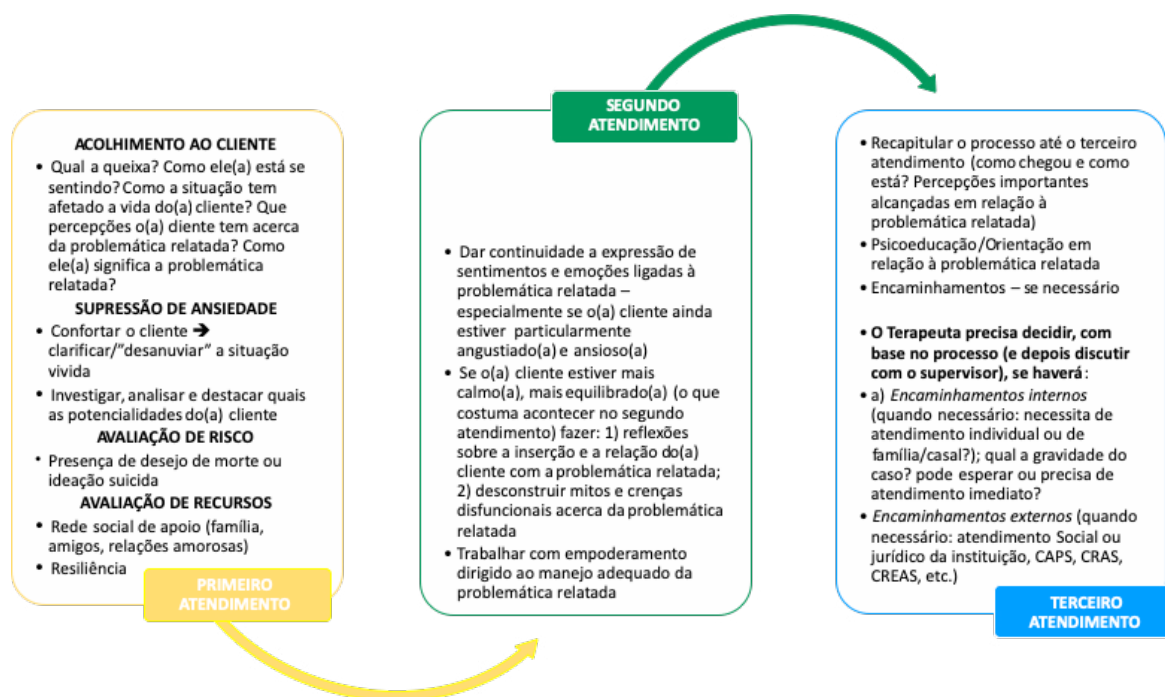 ACOLHIMENTO AO CLIENTE
• Qual a queixa? Como ele(a) está se
sentindo? Como a situação tem
afetado a vida do(a) cliente? Que
percepções o(a) cliente tem acerca
da problemática relatada? Como
ele(a) significa a problemática
relatada?
SUPRESSÃO DE ANSIEDADE
• Confortar o cliente ➔
clarificar/"desanuviar" a situação
vivida
• Investigar, analisar e destacar quais
as potencialidades do(a) cliente
AVALIAÇÃO DE RISCO
• Presença de desejo de morte ou
ideação suicida
AVALIAÇÃO DE RECURSOS
• Rede social de apoio (família,
amigos, relações amorosas)
• Resiliência
PRIMEIRO
ATENDIMENTO
SEGUNDO
ATENDIMENTO
• Dar continuidade a expressão de
sentimentos e emoções ligadas à
problemática relatada –
especialmente se o(a) cliente ainda
estiver particularmente
angustiado(a) e ansioso(a)
• Se o(a) cliente estiver mais
calmo(a), mais equilibrado(a) (o que
costuma acontecer no segundo
atendimento) fazer: 1) reflexões
sobre a inserção e a relação do(a)
cliente com a problemática relatada;
2) desconstruir mitos e crenças
disfuncionais acerca da problemática
relatada
• Trabalhar com empoderamento
dirigido ao manejo adequado da
problemática relatada
• Recapitular o processo até o terceiro
atendimento (como chegou e como
está? Percepções importantes
alcançadas em relação à
problemática relatada)
• Psicoeducação/Orientação em
relação à problemática relatada
• Encaminhamentos – se necessário
• O Terapeuta precisa decidir, com
base no processo (e depois discutir
com o supervisor), se haverá:
• a) Encaminhamentos internos
(quando necessário: necessita de
atendimento individual ou de
família/casal?); qual a gravidade do
caso? pode esperar ou precisa de
atendimento imediato?
• Encaminhamentos externos (quando
necessário: atendimento Social ou
jurídico da instituição, CAPS, CRAS,
CREAS, etc.)
TERCEIRO
ATENDIMENTO